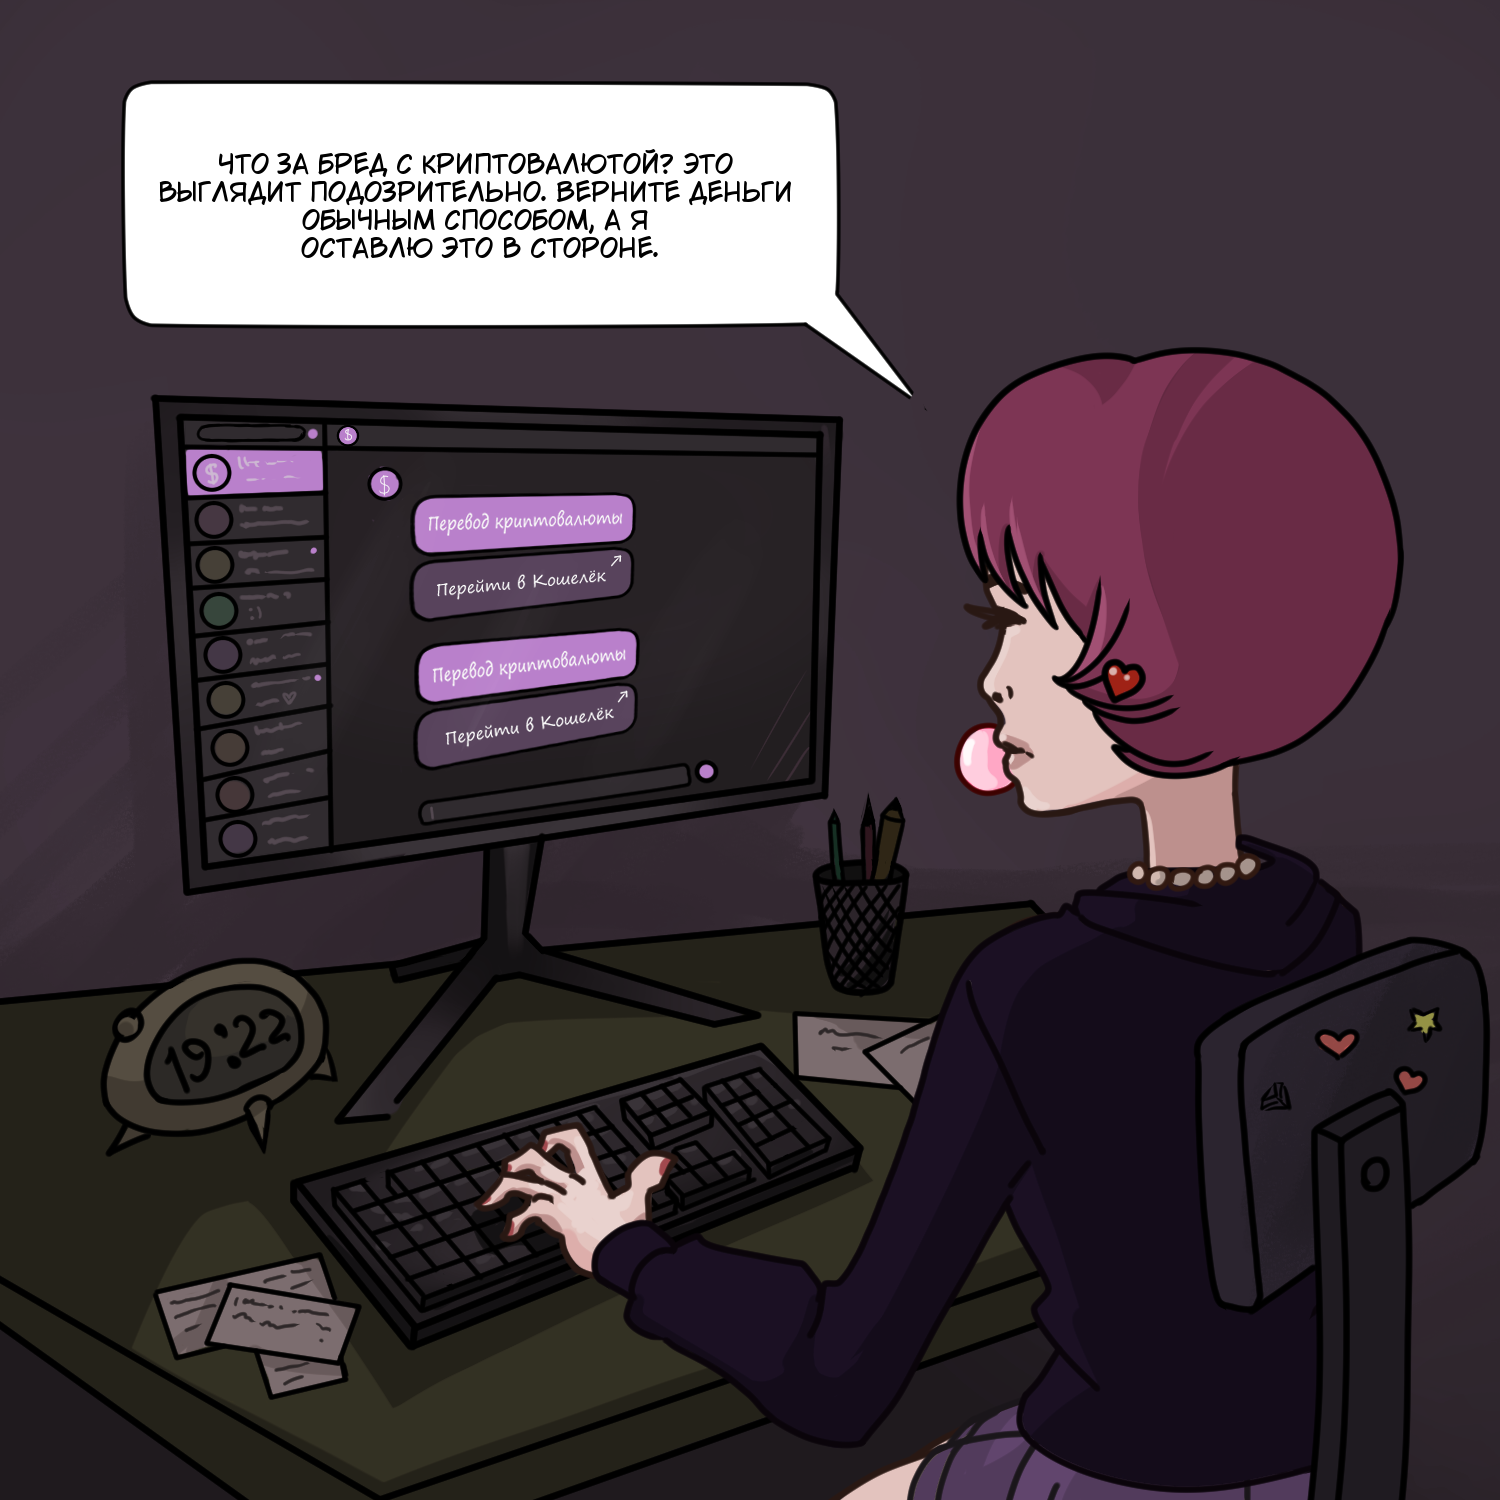 ЧТО ЗА БРЕД С КРИПТОВАЛЮТОЙ? ЭТО
ВЫГЛЯДИТ ПОДОЗРИТЕЛЬНО. ВЕРНИТЕ ДЕНЬГИ
ОБЫЧНЫМ СПОСОБОМ, А Я
ОСТАВЛЮ ЭТО В СТОРОНЕ.
$
$
$
Перевод криптовалюты
Перейти в Кошелёк
:)
Перевод криптовалюты
Перейти в Кошелёк
19:22